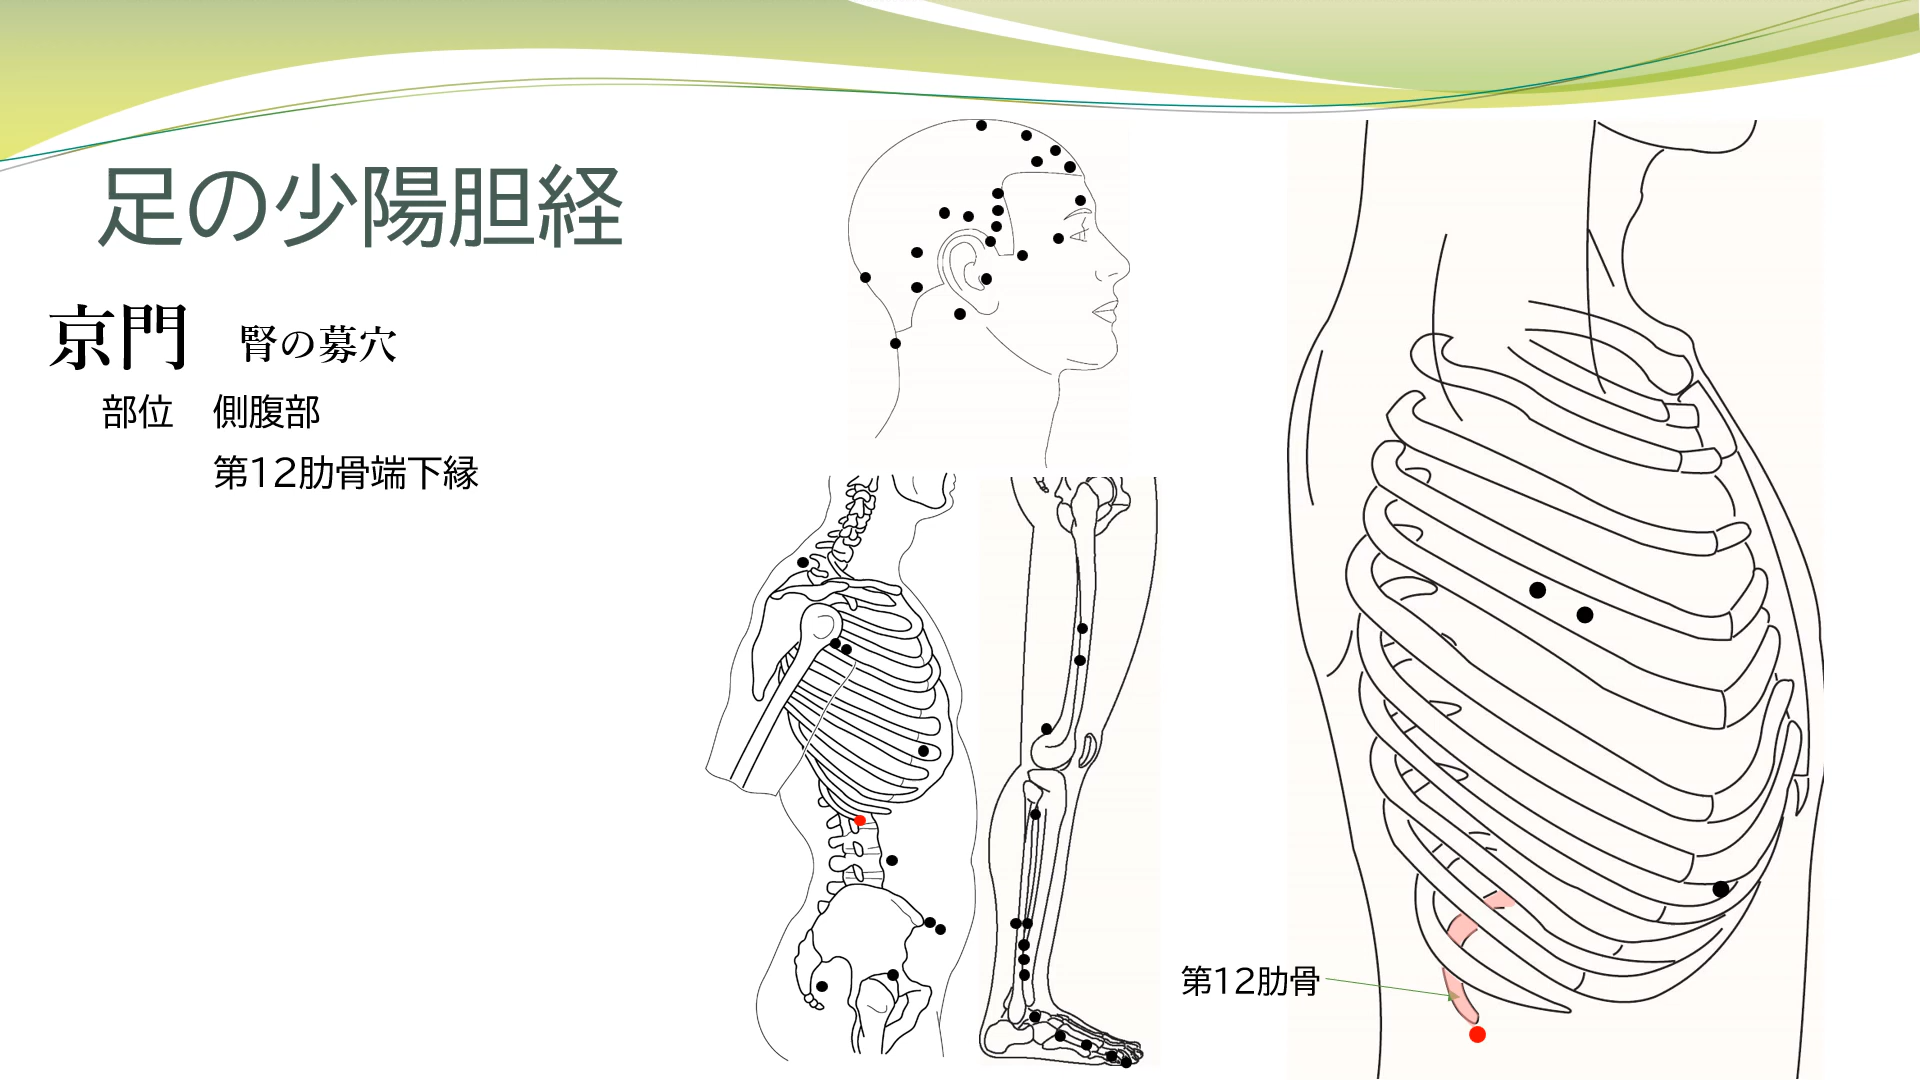 足の少陽胆経
京門　腎の募穴
部位　側腹部
第12肋骨端下縁
第12肋骨